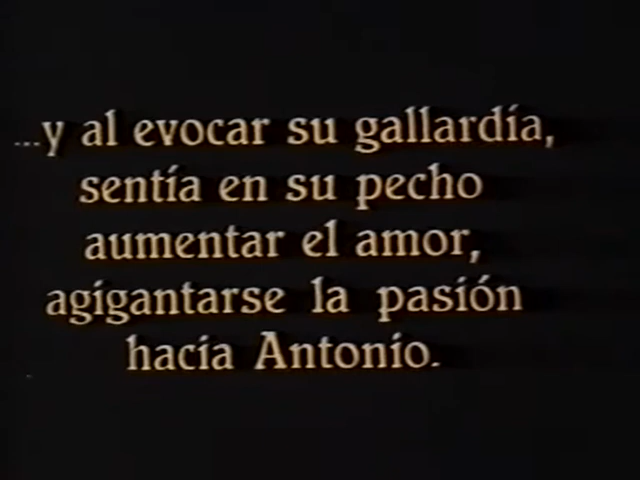 ...y al evocar su gallardía,
sentía en su pecho
aumentar el amor,
agigantarse la pasión
hacia Antonio.